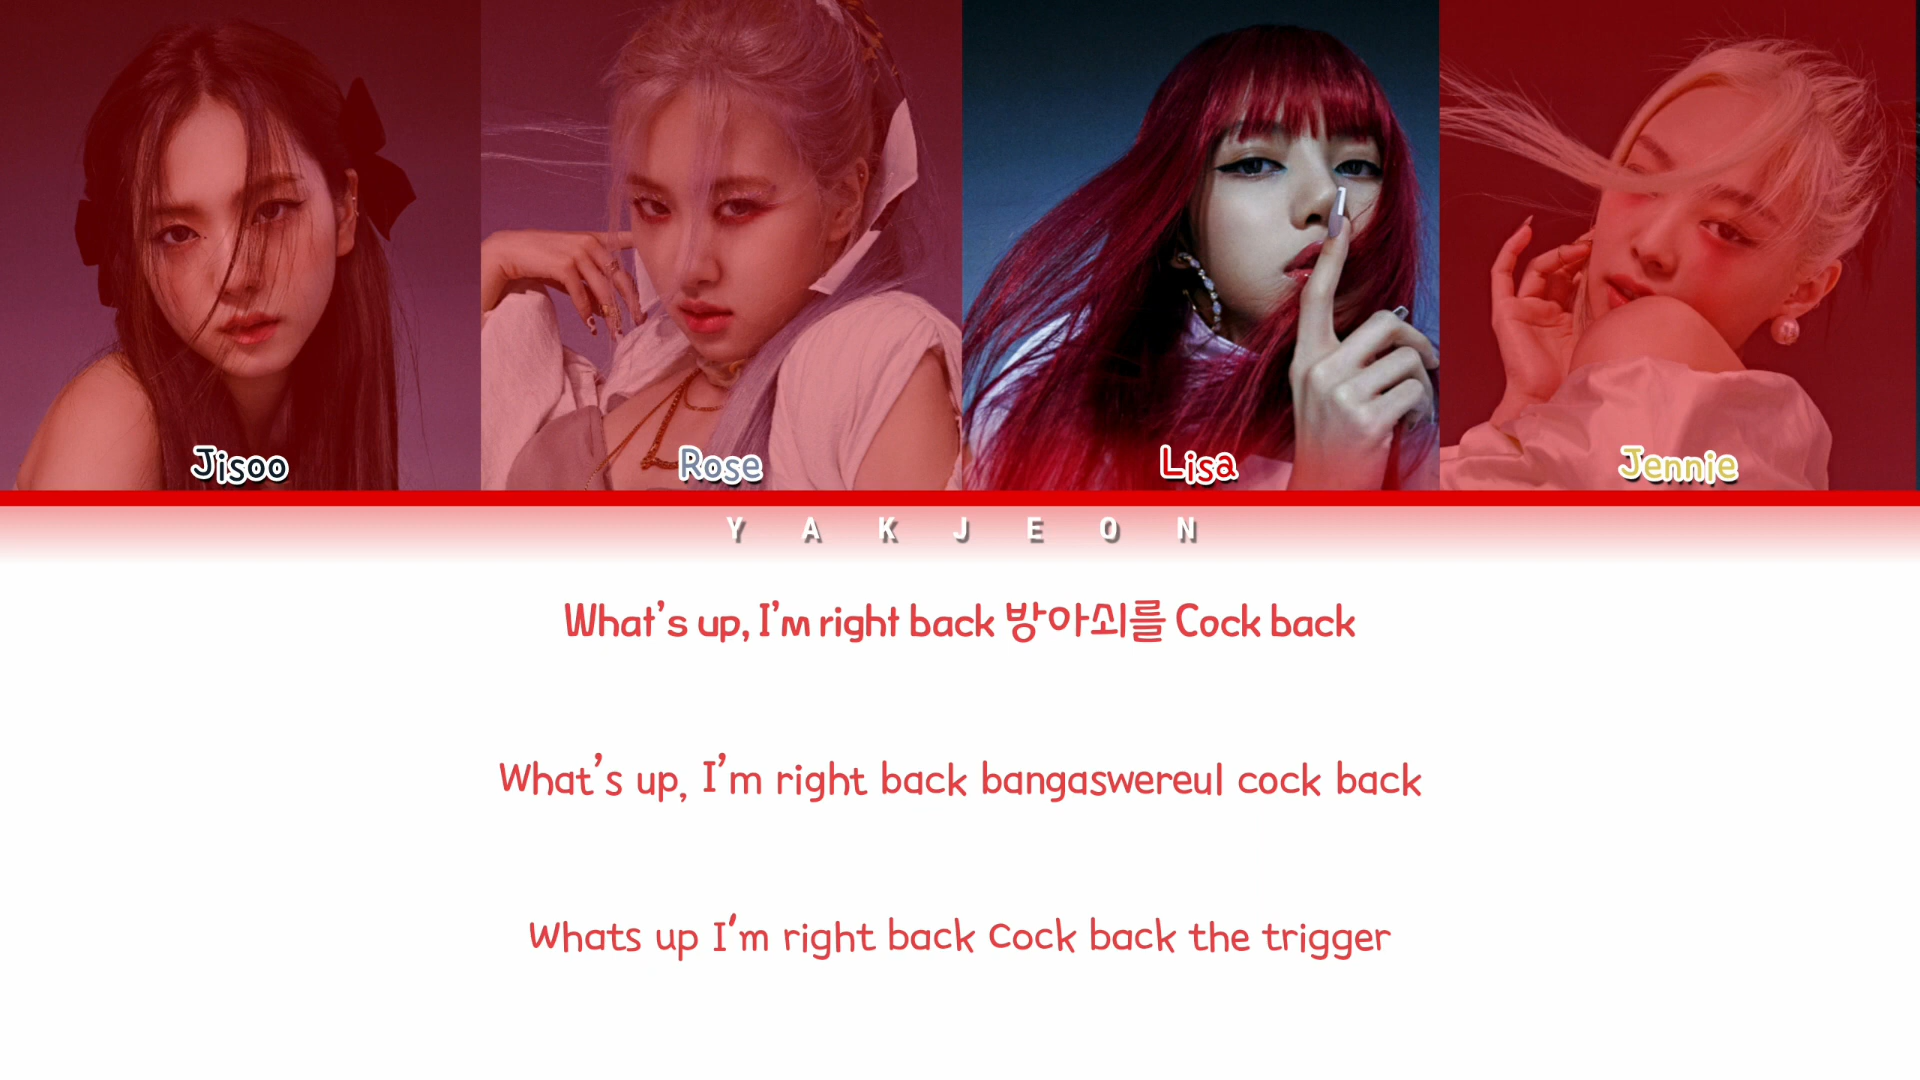 Jisoo
Rose
Lisa
Jennie
YAKJEON
What's up, I'm right back 방아쇠를 Cock back
What's up, I'm right back bangaswereul cock back
Whats up I'm right back Cock back the trigger